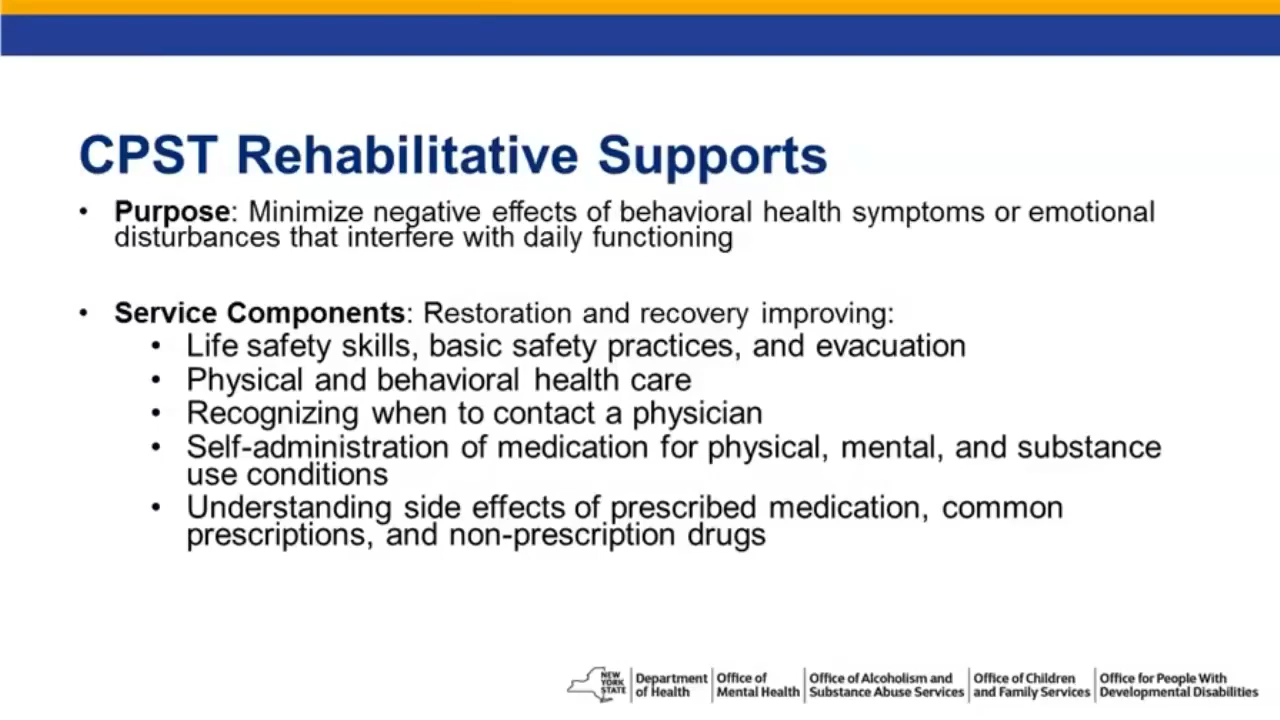 CPST Rehabilitative Supports
• Purpose: Minimize negative effects of behavioral health symptoms or emotional
disturbances that interfere with daily functioning
• Service Components: Restoration and recovery improving:
• Life safety skills, basic safety practices, and evacuation
• Physical and behavioral health care
• Recognizing when to contact a physician
• Self-administration of medication for physical, mental, and substance
use conditions
• Understanding side effects of prescribed medication, common
prescriptions, and non-prescription drugs
NEW
YORK
STATE
Department
of Health
Office of
Mental Health
Office of Alcoholism and
Substance Abuse Services
Office of Children
and Family Services
Office for People With
Developmental Disabilities